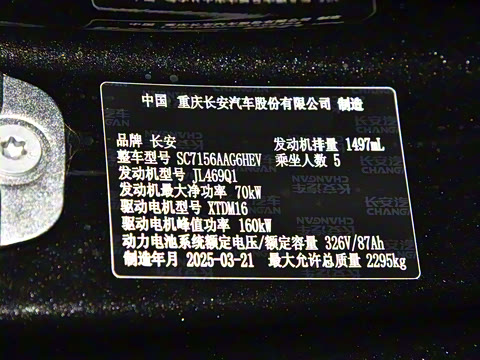 中国 重庆长安汽车股份有限公司 制造
品牌 长安 发动机排量 1497mL
整车型号 SC7156AAG6HEV 乘坐人数 5
发动机型号 JL469Q1
发动机最大净功率 70kW
驱动电机型号 XTDM16
驱动电机峰值功率 160kW
动力电池系统额定电压/额定容量 326V/87Ah
制造年月 2025-03-21 最大允许总质量 2295kg